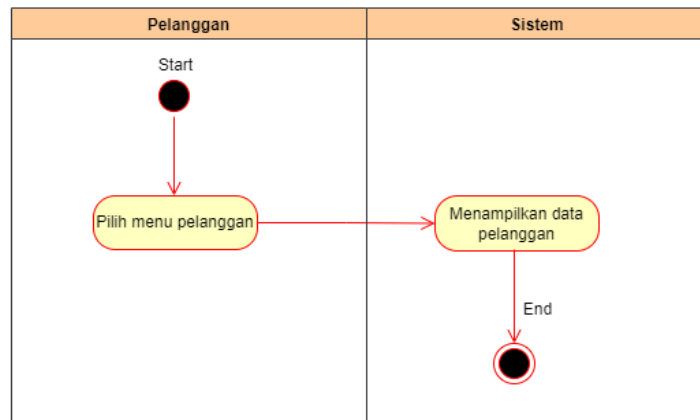 Pelanggan
Sistem
Start
Pilih menu pelanggan
Menampilkan data
pelanggan
End